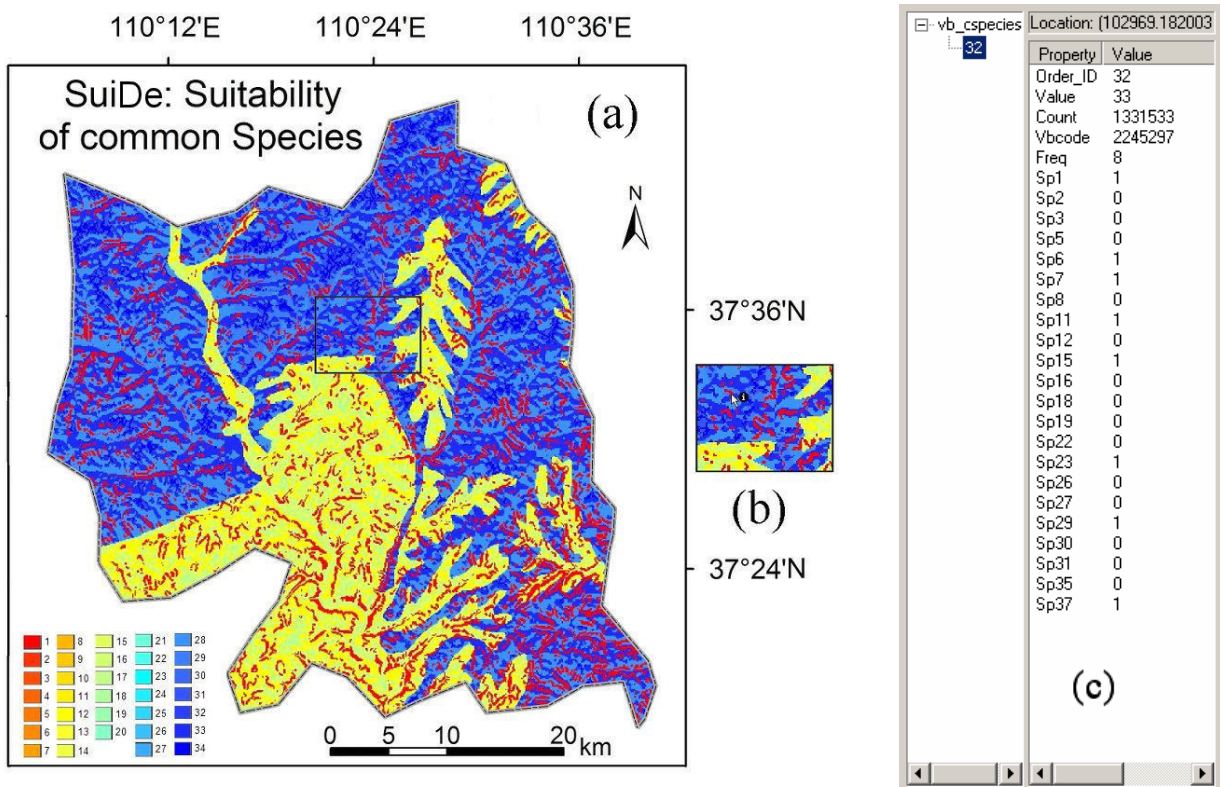 110°12'E 110°24'E 110°36'E
SuiDe: Suitability
of common Species
(a)
N
37°36'N
37°24'N
(b)
1 8 15 21 28
2 9 16 22 29
3 10 17 23 30
4 11 18 24 31
5 12 19 25 32
6 13 20 26 33
7 14 27 34
0 5 10 20
km
vb_cspecies
32
Location: (102969.182003
Property Value
Order_ID 32
Value 33
Count 1331533
Vbcode 2245297
Freq 8
Sp1 1
Sp2 0
Sp3 0
Sp5 0
Sp6 1
Sp7 1
Sp8 0
Sp11 1
Sp12 0
Sp15 1
Sp16 0
Sp18 0
Sp19 0
Sp22 0
Sp23 1
Sp26 0
Sp27 0
Sp29 1
Sp30 0
Sp31 0
Sp35 0
Sp37 1
(c)